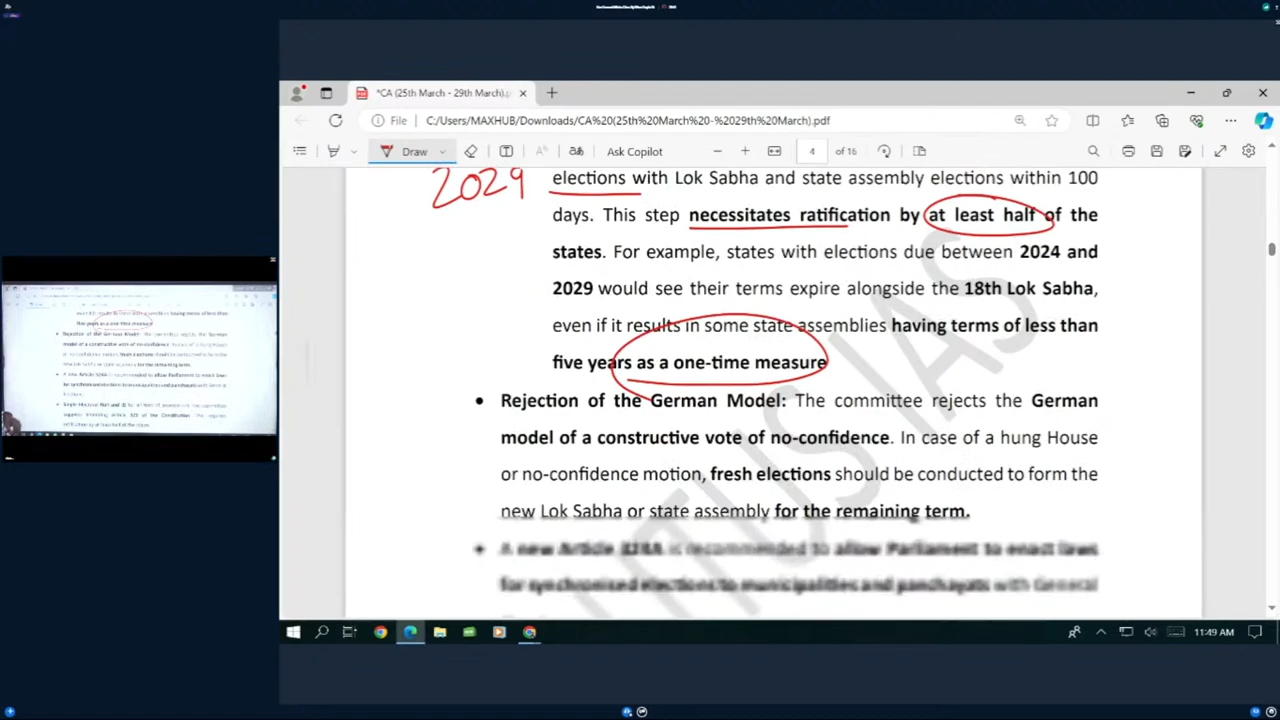 *CA (25th March - 29th March).p
File
C:/Users/MAXHUB/Downloads/CA%20(25th%20March%20-%2029th%20March).pdf
Draw
Ask Copilot
4 of 16
2029
elections with Lok Sabha and state assembly elections within 100
days. This step necessitates ratification by at least half of the
states. For example, states with elections due between 2024 and
2029 would see their terms expire alongside the 18th Lok Sabha,
even if it results in some state assemblies having terms of less than
five years as a one-time measure
• Rejection of the German Model: The committee rejects the German
model of a constructive vote of no-confidence. In case of a hung House
or no-confidence motion, fresh elections should be conducted to form the
new Lok Sabha or state assembly for the remaining term.
A new Article 324A is recommended to allow Parliament to enact laws
for synchronised elections to municipalities and panchayats with General
11:49 AM